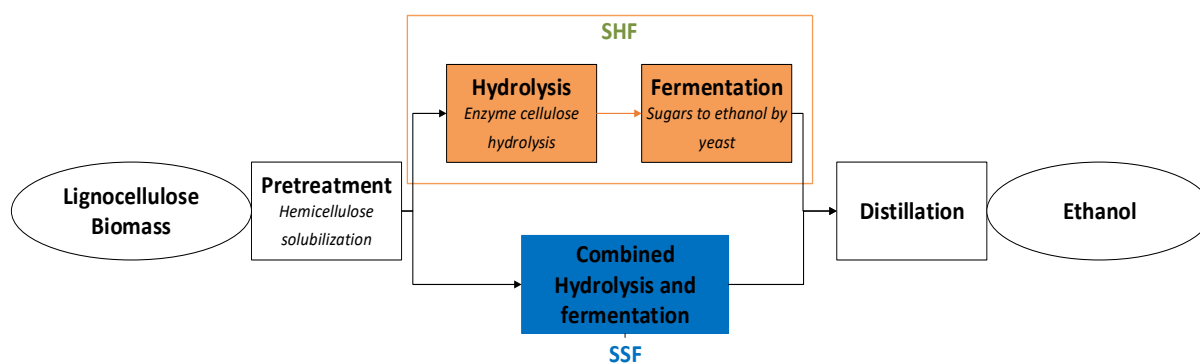 SHF
Hydrolysis
Enzyme cellulose
hydrolysis
Fermentation
Sugars to ethanol by
yeast
Lignocellulose
Biomass
Pretreatment
Hemicellulose
solubilization
Combined
Hydrolysis and
fermentation
SSF
Distillation
Ethanol